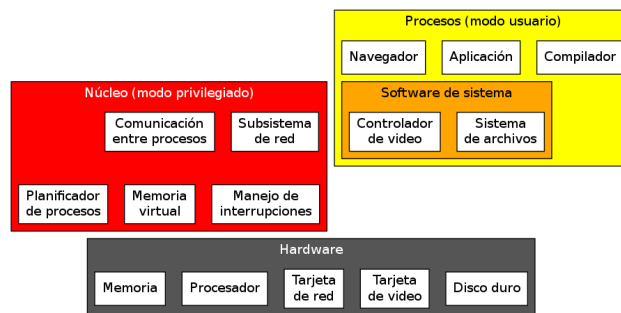 Procesos (modo usuario)
Navegador
Aplicación
Compilador
Software de sistema
Controlador
de video
Sistema
de archivos
Núcleo (modo privilegiado)
Comunicación
entre procesos
Subsistema
de red
Planificador
de procesos
Memoria
virtual
Manejo de
interrupciones
Hardware
Memoria
Procesador
Tarjeta
de red
Tarjeta
de video
Disco duro